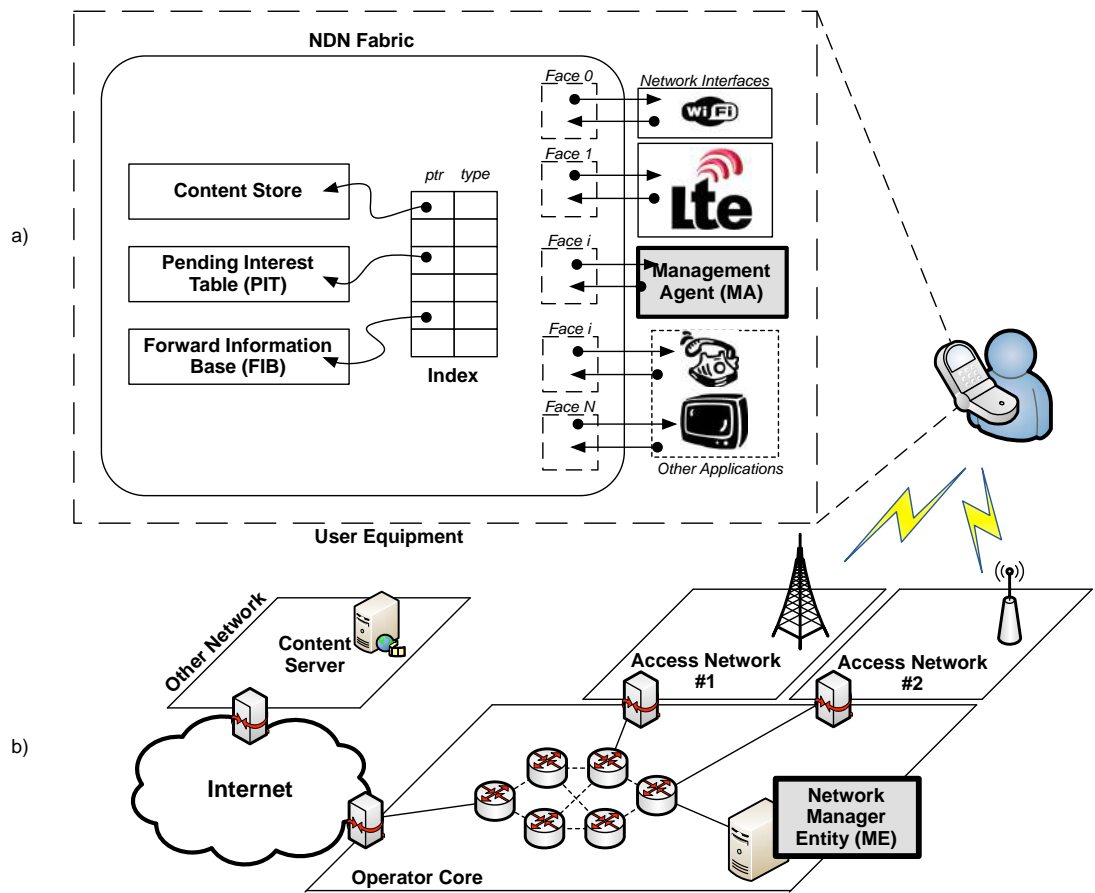 NDN Fabric
Face 0
Network Interfaces
Wi Fi
a)
Content Store
ptr
type
Face 1
Lte
Pending Interest
Table (PIT)
Face i
Management
Agent (MA)
Forward Information
Base (FIB)
Index
Face i
Face N
Other Applications
User Equipment
b)
Other Network
Content
Server
Access Network
#1
Access Network
#2
Internet
Network
Manager
Entity (ME)
Operator Core